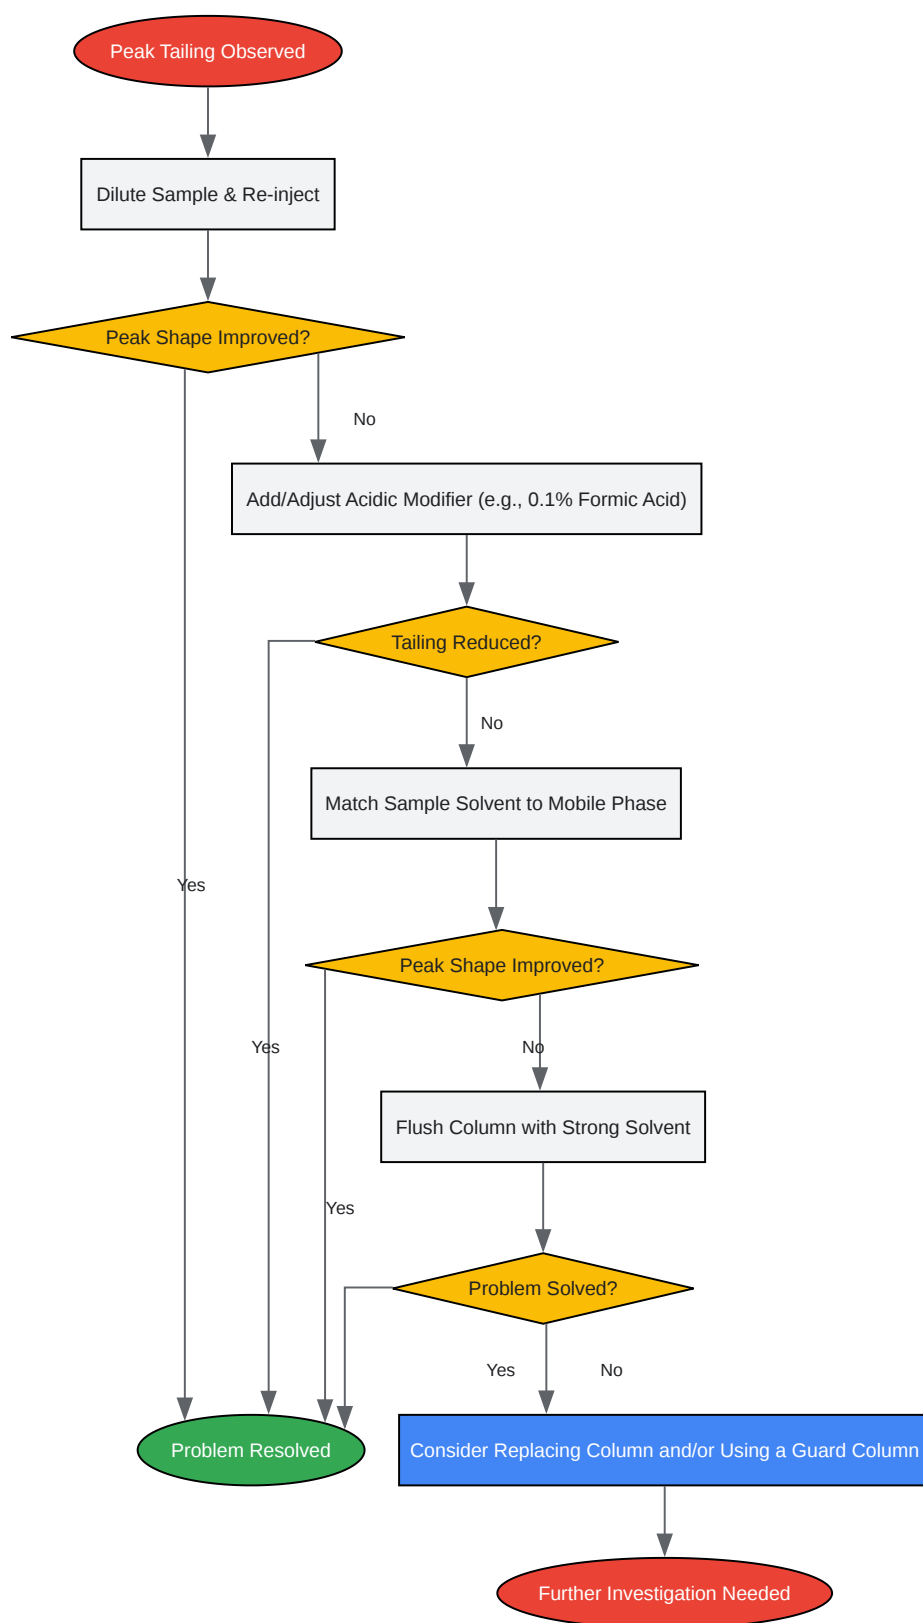 Peak Tailing Observed
Dilute Sample & Re-inject
Peak Shape Improved?
No
Add/Adjust Acidic Modifier (e.g., 0.1% Formic Acid)
Tailing Reduced?
No
Match Sample Solvent to Mobile Phase
Yes
Peak Shape Improved?
Yes
No
Flush Column with Strong Solvent
Yes
Problem Solved?
Yes
No
Problem Resolved
Consider Replacing Column and/or Using a Guard Column
Further Investigation Needed